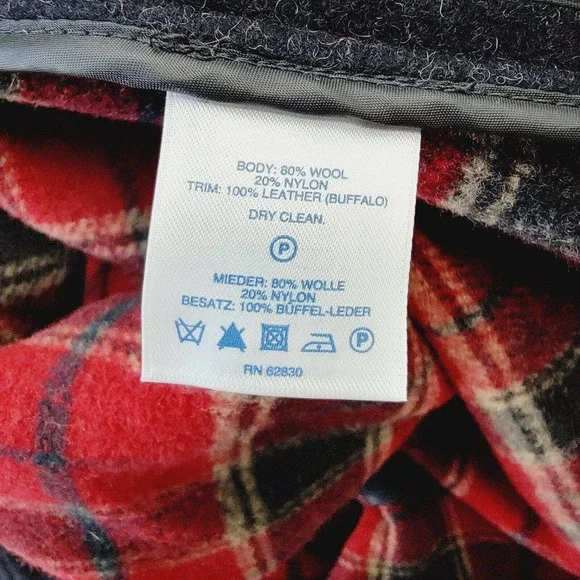 BODY: 80% WOOL
20% NYLON
TRIM: 100% LEATHER (BUFFALO)
DRY CLEAN.
P
MIEDER: 80% WOLLE
20% NYLON
BESATZ: 100% BÜFFEL-LEDER
P
RN 62830